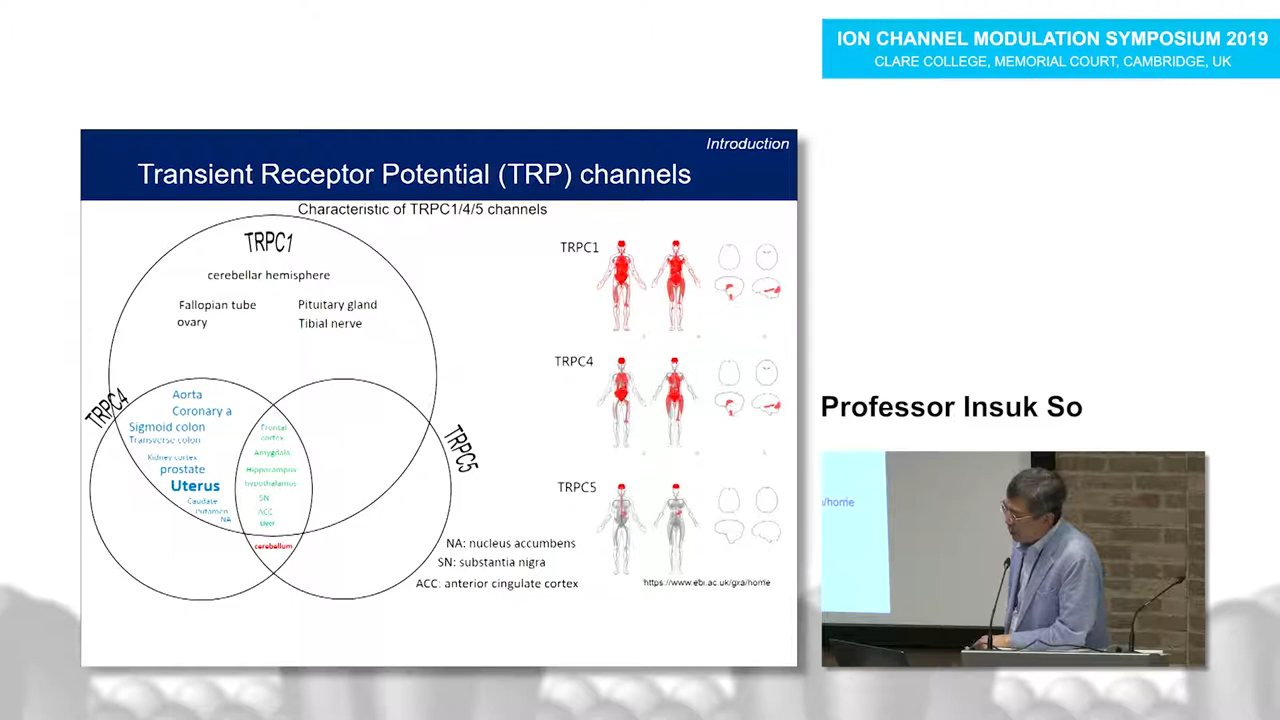 ION CHANNEL MODULATION SYMPOSIUM 2019
CLARE COLLEGE, MEMORIAL COURT, CAMBRIDGE, UK
Introduction
Transient Receptor Potential (TRP) channels
Characteristic of TRPC1/4/5 channels
TRPC1
cerebellar hemisphere
Fallopian tube
ovary
Pituitary gland
Tibial nerve
TRPC4
Aorta
Coronary a
Sigmoid colon
Transverse colon
Kidney cortex
prostate
Uterus
Caudate
Putamen
NA
Frontal
cortex
Amygdala
Hippocampus
hypothalamus
SN
ACC
Liver
cerebellum
TRPC5
NA: nucleus accumbens
SN: substantia nigra
ACC: anterior cingulate cortex
TRPC1
TRPC4
TRPC5
https://www.ebi.ac.uk/gxa/home
Professor Insuk So
/home